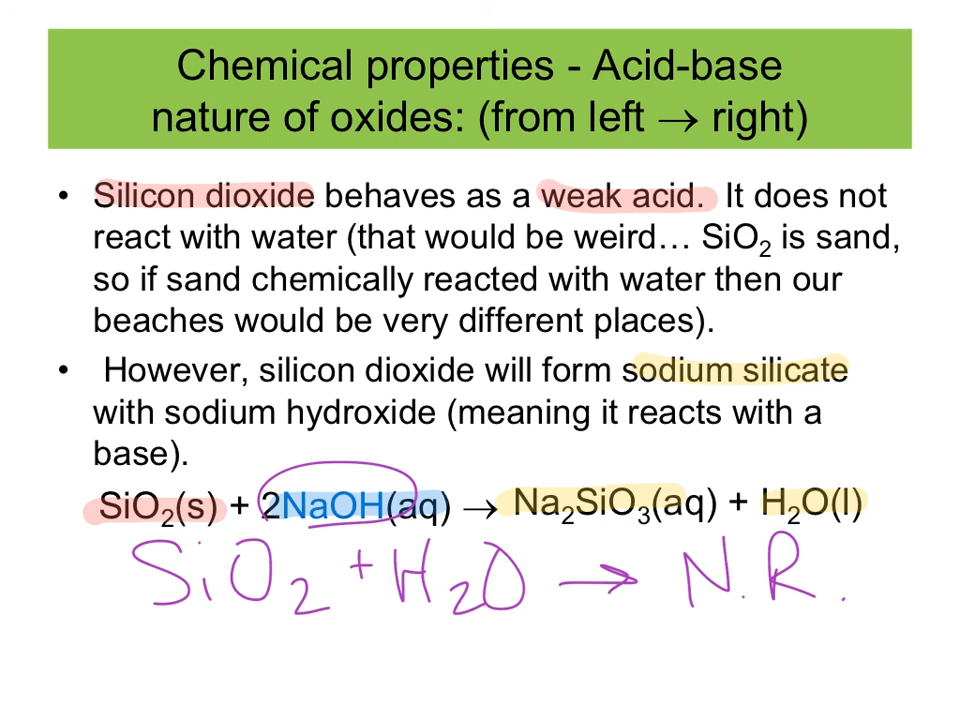 Chemical properties - Acid-base
nature of oxides: (from left → right)
• Silicon dioxide behaves as a weak acid. It does not
react with water (that would be weird… SiO₂ is sand,
so if sand chemically reacted with water then our
beaches would be very different places).
• However, silicon dioxide will form sodium silicate
with sodium hydroxide (meaning it reacts with a
base).
SiO₂(s) + 2NaOH(aq) → Na₂SiO₃(aq) + H₂O(l)
SiO₂ + H₂O → N.R.